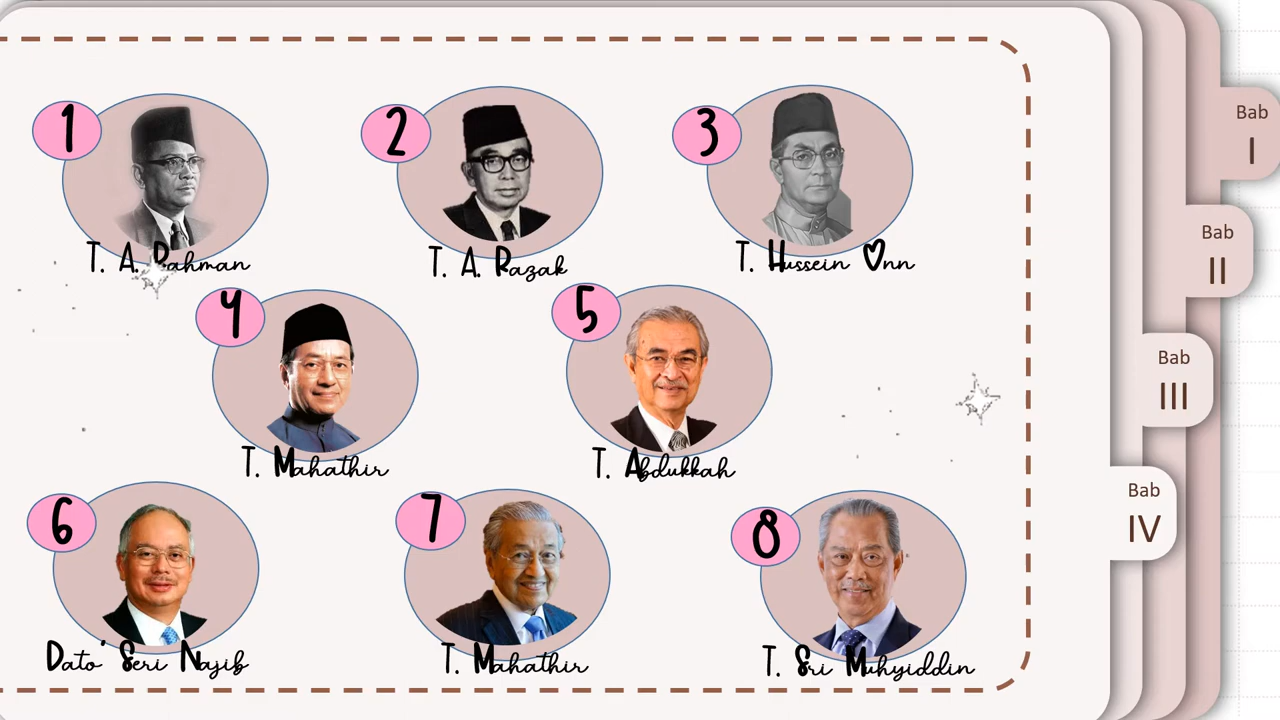 1
2
3
T. A. Rahman
T. A. Razak
T. Hussein Onn
4
5
T. Mahathir
T. Abdukkah
6
7
8
Dato' Seri Najib
T. Mahathir
T. Sri Muhyiddin
Bab
I
Bab
II
Bab
III
Bab
IV